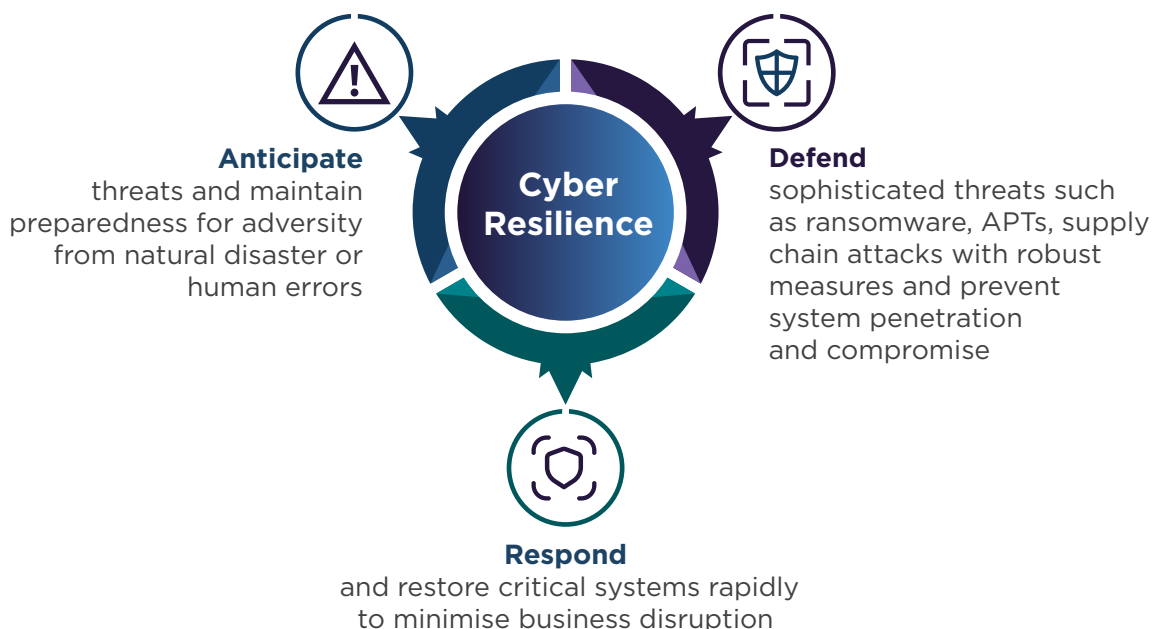 Cyber
Resilience
Anticipate
threats and maintain
preparedness for adversity
from natural disaster or
human errors
Defend
sophisticated threats such
as ransomware, APTs, supply
chain attacks with robust
measures and prevent
system penetration
and compromise
Respond
and restore critical systems rapidly
to minimise business disruption